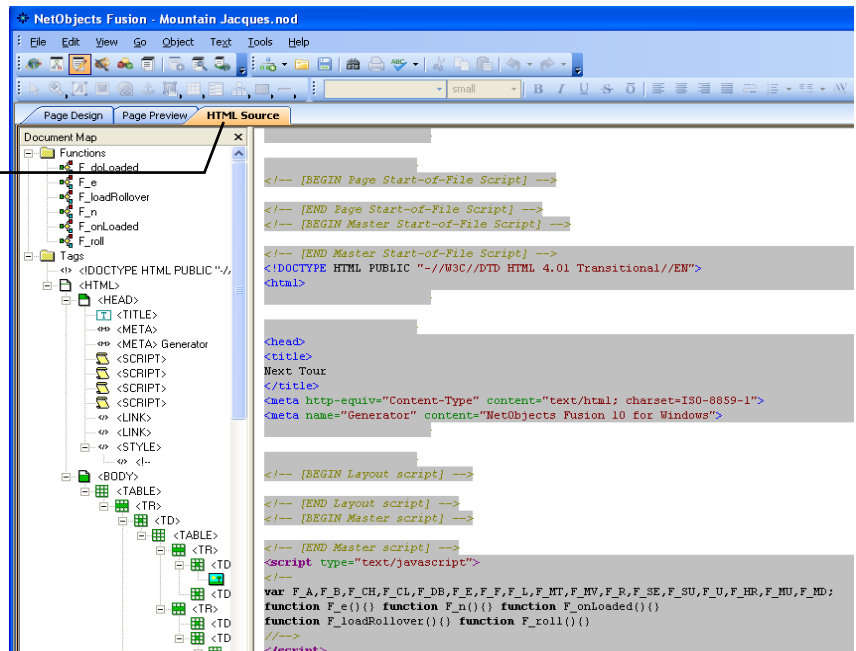 NetObjects Fusion - Mountain Jacques.nod
File Edit View Go Object Text Tools Help
ABC
small B I U S O AV
Page Design Page Preview HTML Source
Document Map
Functions
F_doLoaded
F_e
F_loadRollover
F_n
F_onLoaded
F_roll
Tags
<!DOCTYPE HTML PUBLIC "-//
<HTML>
<HEAD>
<TITLE>
<META>
<META> Generator
<SCRIPT>
<SCRIPT>
<SCRIPT>
<SCRIPT>
<LINK>
<LINK>
<STYLE>
<!--
<BODY>
<TABLE>
<TR>
<TD>
<TABLE>
<TR>
<TD
<TD
<TR>
<TD
<TD
<!-- [BEGIN Page Start-of-File Script] -->
<!-- [END Page Start-of-File Script] -->
<!-- [BEGIN Master Start-of-File Script] -->
<!-- [END Master Start-of-File Script] -->
<!DOCTYPE HTML PUBLIC "-//W3C//DTD HTML 4.01 Transitional//EN">
<html>
<head>
<title>
Next Tour
</title>
<meta http-equiv="Content-Type" content="text/html; charset=ISO-8859-1">
<meta name="Generator" content="NetObjects Fusion 10 for Windows">
<!-- [BEGIN Layout script] -->
<!-- [END Layout script] -->
<!-- [BEGIN Master script] -->
<!-- [END Master script] -->
<script type="text/javascript">
<!--
var F_A,F_B,F_CH,F_CL,F_DB,F_E,F_F,F_L,F_MT,F_MV,F_R,F_SE,F_SU,F_U,F_HR,F_MU,F_MD;
function F_e(){} function F_n(){} function F_onLoaded(){}
function F_loadRollover(){} function F_roll(){}
//-->
</script>